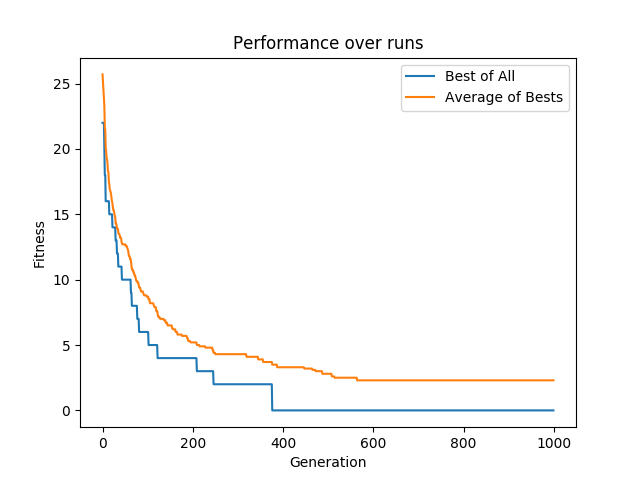 Performance over runs
Best of All
Average of Bests
25
20
15
10
5
0
Fitness
0 200 400 600 800 1000
Generation